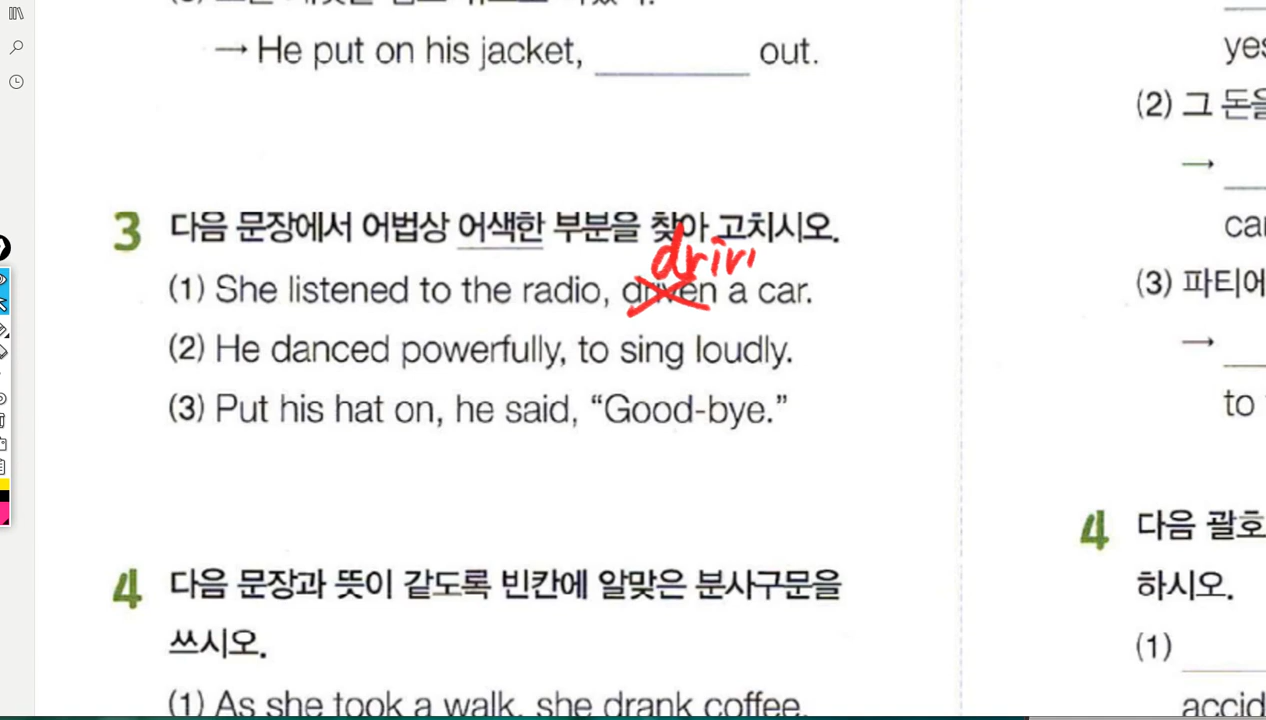 → He put on his jacket, ________ out.
3 다음 문장에서 어법상 어색한 부분을 찾아 고치시오.
(1) She listened to the radio, driven a car.
(2) He danced powerfully, to sing loudly.
(3) Put his hat on, he said, “Good-bye.”
4 다음 문장과 뜻이 같도록 빈칸에 알맞은 분사구문을
쓰시오.
(1) As she took a walk, she drank coffee.
(2) 그 돈을
→
(3) 파티에
→
to
4 다음 괄호
하시오.
(1)